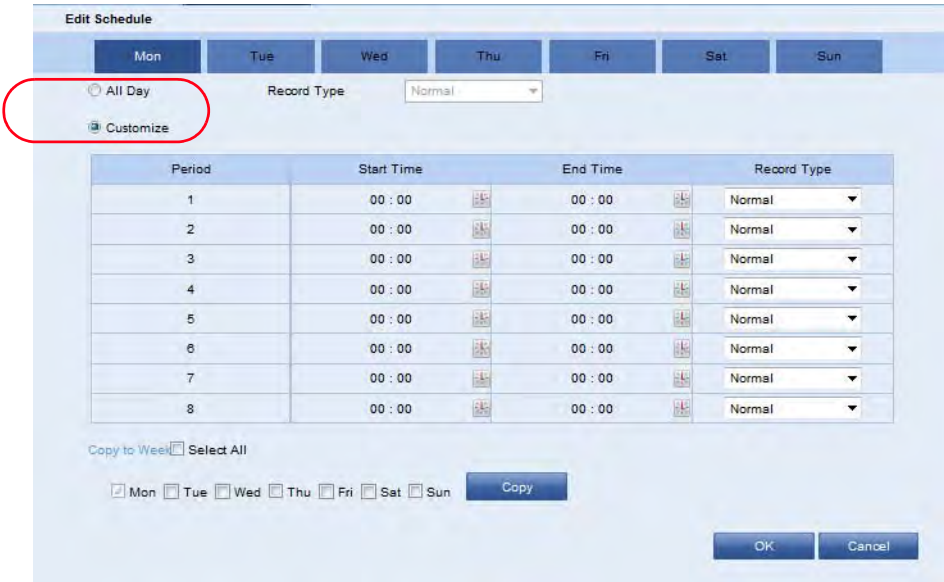 Edit Schedule
Mon Tue Wed Thu Fri Sat Sun
All Day Record Type Normal
Customize
Period Start Time End Time Record Type
1 00 : 00 00 : 00 Normal
2 00 : 00 00 : 00 Normal
3 00 : 00 00 : 00 Normal
4 00 : 00 00 : 00 Normal
5 00 : 00 00 : 00 Normal
6 00 : 00 00 : 00 Normal
7 00 : 00 00 : 00 Normal
8 00 : 00 00 : 00 Normal
Copy to Week Select All
Mon Tue Wed Thu Fri Sat Sun Copy
OK Cancel